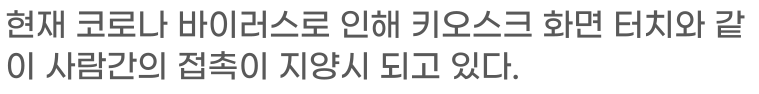 현재 코로나 바이러스로 인해 키오스크 화면 터치와 같
이 사람간의 접촉이 지양시 되고 있다.